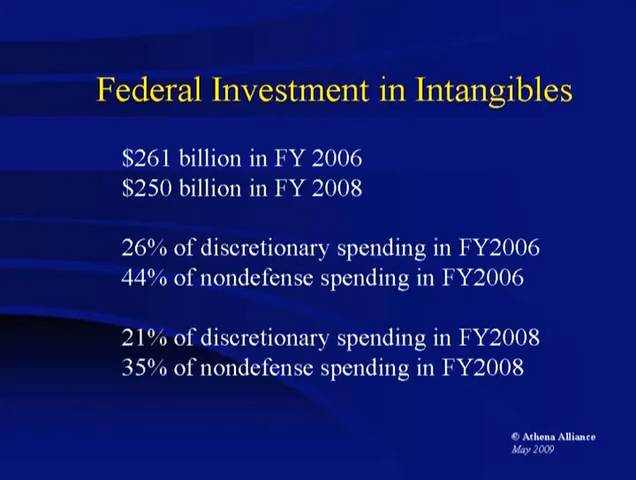 Federal Investment in Intangibles
$261 billion in FY 2006
$250 billion in FY 2008
26% of discretionary spending in FY2006
44% of nondefense spending in FY2006
21% of discretionary spending in FY2008
35% of nondefense spending in FY2008
© Athena Alliance
May 2009